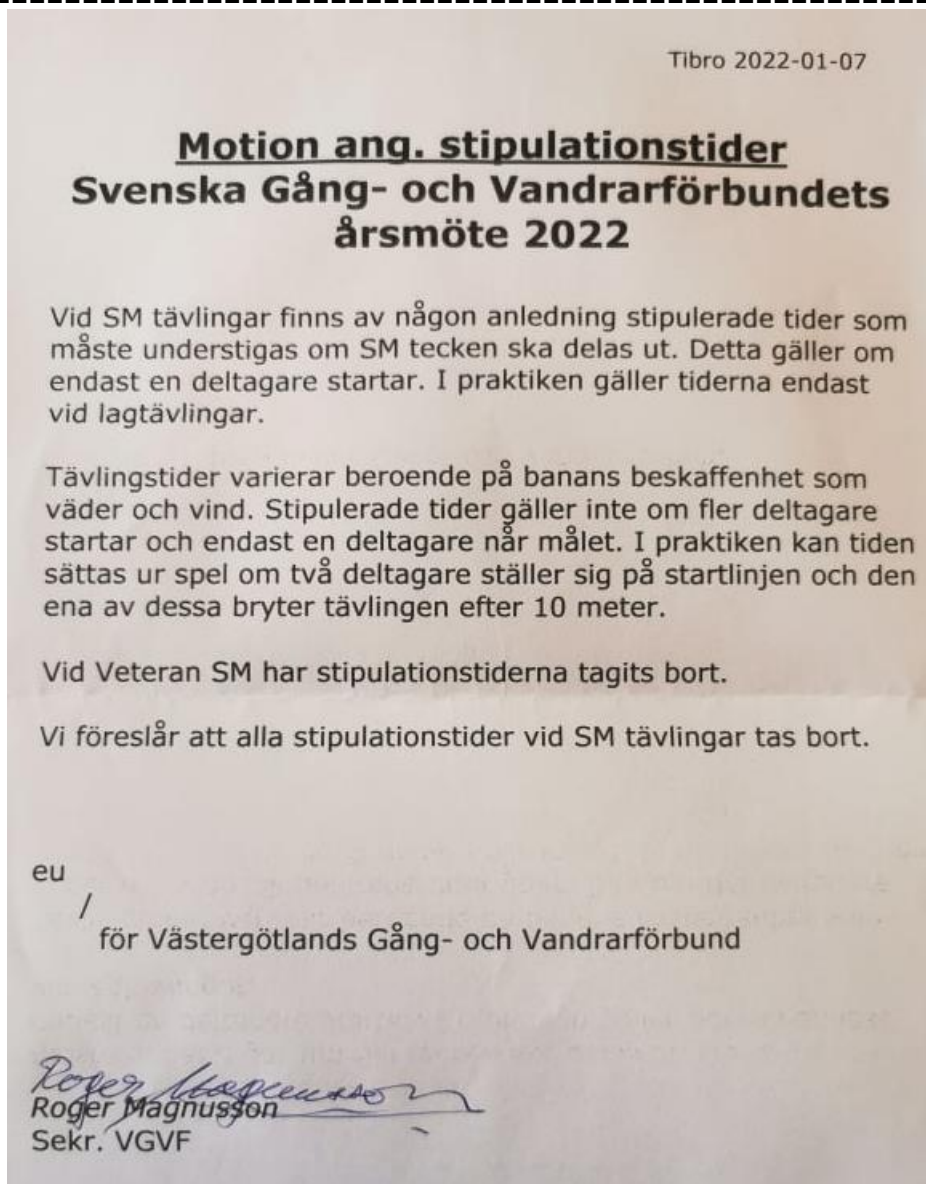 Tibro 2022-01-07
Motion ang. stipulationstider
Svenska Gång- och Vandrarförbundets
årsmöte 2022
Vid SM tävlingar finns av någon anledning stipulerade tider som
måste understigas om SM tecken ska delas ut. Detta gäller om
endast en deltagare startar. I praktiken gäller tiderna endast
vid lagtävlingar.
Tävlingstider varierar beroende på banans beskaffenhet som
väder och vind. Stipulerade tider gäller inte om fler deltagare
startar och endast en deltagare når målet. I praktiken kan tiden
sättas ur spel om två deltagare ställer sig på startlinjen och den
ena av dessa bryter tävlingen efter 10 meter.
Vid Veteran SM har stipulationstiderna tagits bort.
Vi föreslår att alla stipulationstider vid SM tävlingar tas bort.
eu
/
för Västergötlands Gång- och Vandrarförbund
Roger Magnusson
Roger Magnusson
Sekr. VGVF